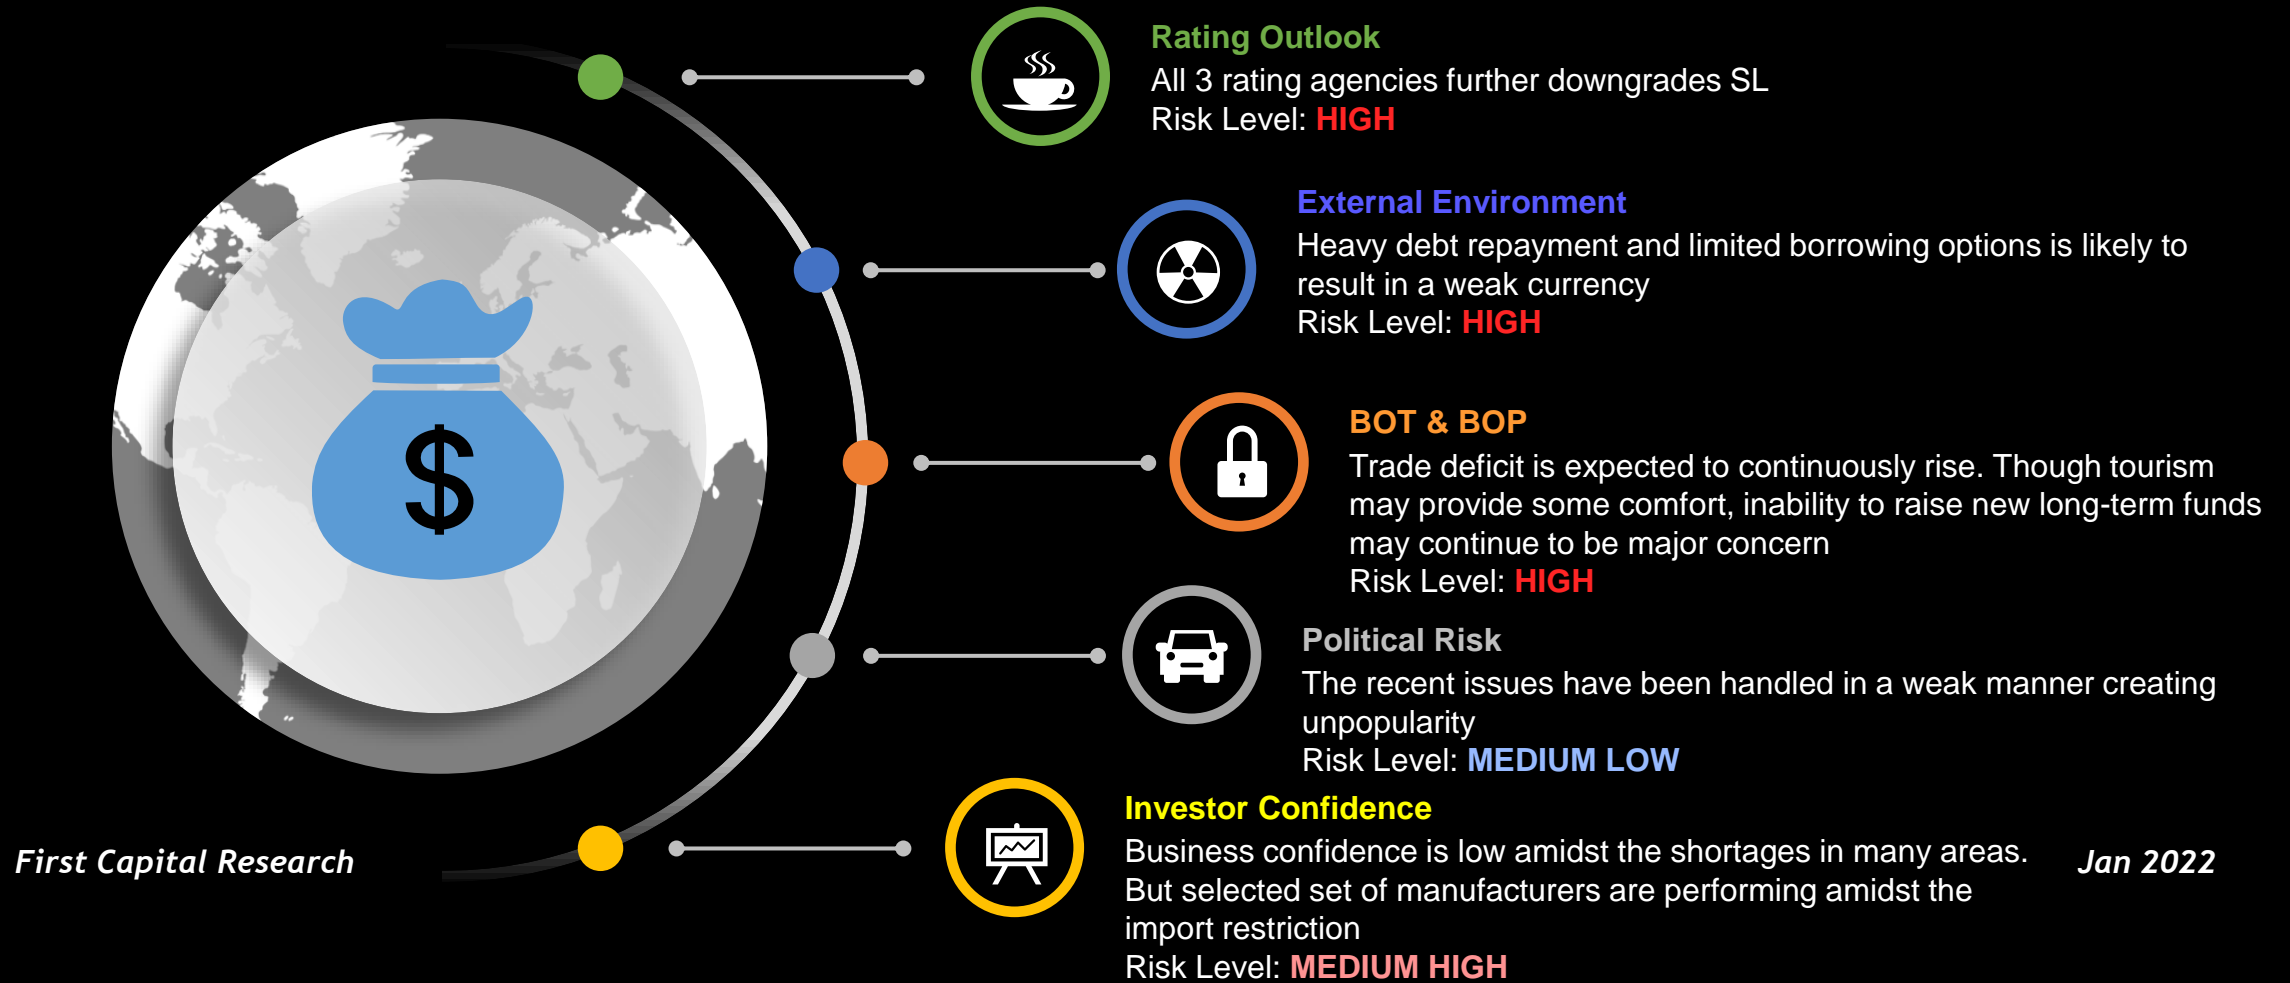 Rating Outlook
All 3 rating agencies further downgrades SL
Risk Level: HIGH
External Environment
Heavy debt repayment and limited borrowing options is likely to
result in a weak currency
Risk Level: HIGH
BOT & BOP
Trade deficit is expected to continuously rise. Though tourism
may provide some comfort, inability to raise new long-term funds
may continue to be major concern
Risk Level: HIGH
Political Risk
The recent issues have been handled in a weak manner creating
unpopularity
Risk Level: MEDIUM LOW
Investor Confidence
Business confidence is low amidst the shortages in many areas.
But selected set of manufacturers are performing amidst the
import restriction
Risk Level: MEDIUM HIGH
$
First Capital Research
Jan 2022